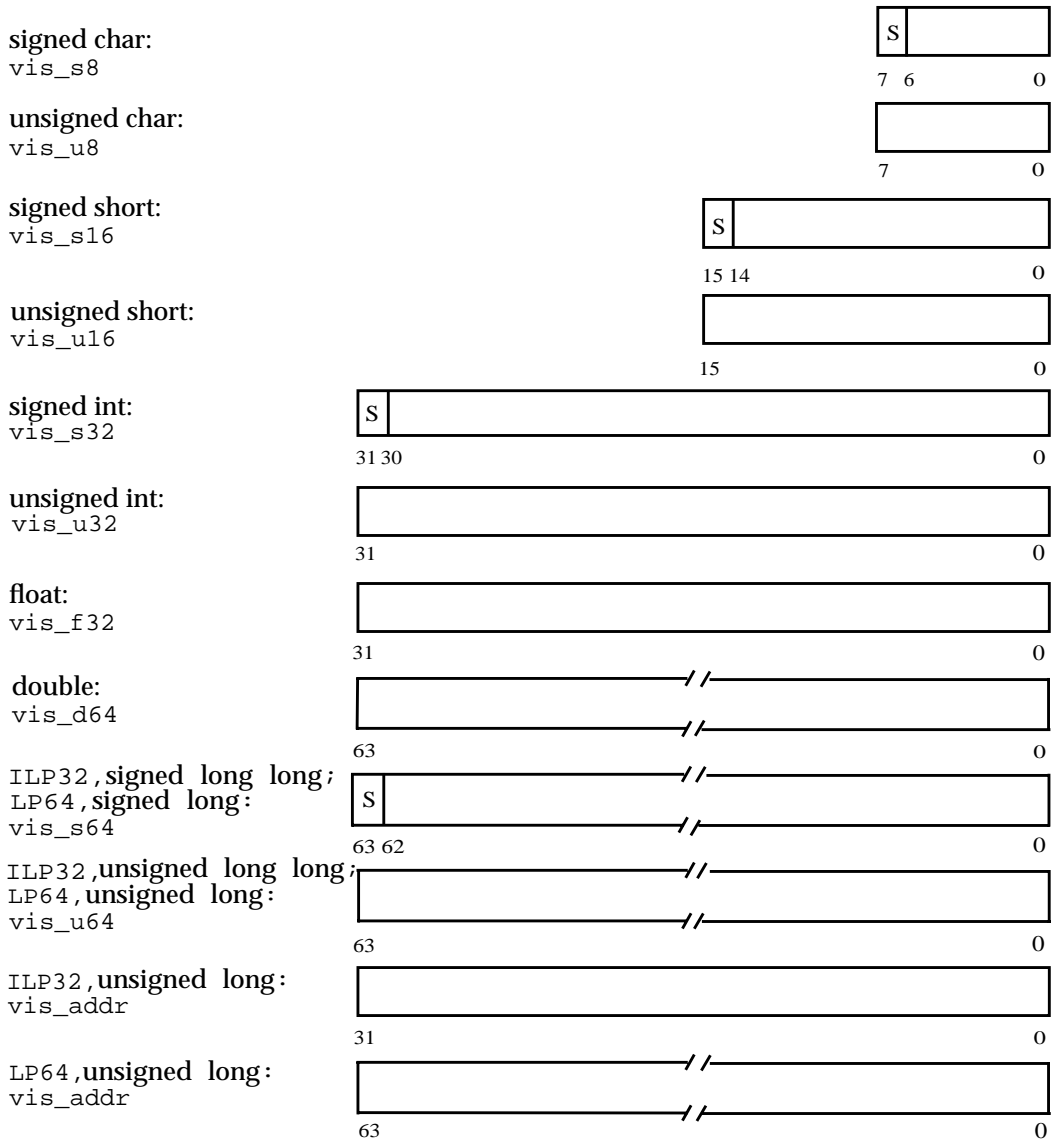 signed char:
S
vis_s8
7 6 0
unsigned char:
vis_u8
7 0
signed short:
S
vis_s16
15 14 0
unsigned short:
vis_u16
15 0
signed int:
S
vis_s32
31 30 0
unsigned int:
vis_u32
31 0
float:
vis_f32
31 0
double:
vis_d64
63 0
ILP32,signed long long;
LP64,signed long:
S
vis_s64
63 62 0
ILP32,unsigned long long;
LP64,unsigned long:
vis_u64
63 0
ILP32,unsigned long:
vis_addr
31 0
LP64,unsigned long:
vis_addr
63 0